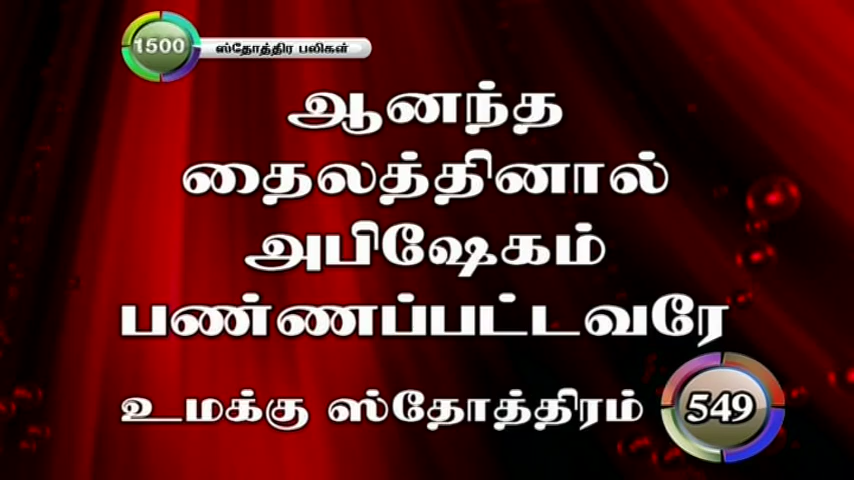 1500 ஸ்தோத்திர பலிகள்
ஆனந்த
தைலத்தினால்
அபிஷேகம்
பண்ணப்பட்டவரே
உமக்கு ஸ்தோத்திரம் 549